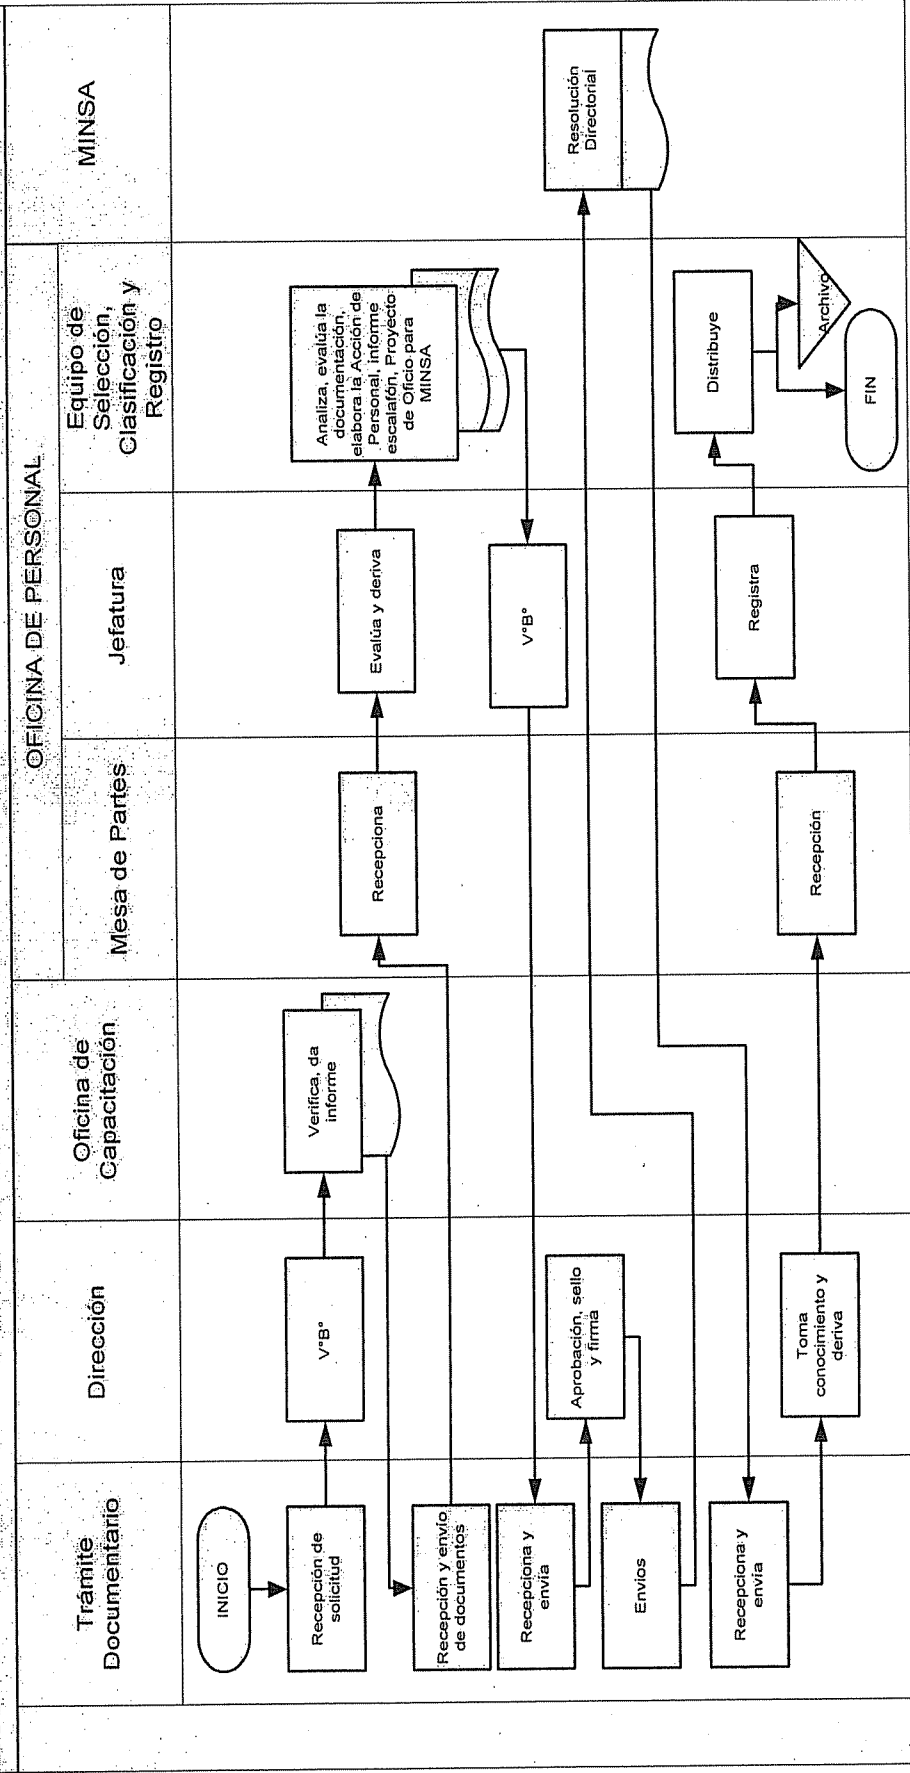 Trámite
Documentario
Dirección
Oficina de
Capacitación
OFICINA DE PERSONAL
Mesa de Partes
Jefatura
Equipo de
Selección,
Clasificación y
Registro
MINSA
INICIO
Recepción de
solicitud
V°B°
Verifica, da
informe
Recepción y envío
de documentos
Recepciona
Evalúa y deriva
Analiza, evalúa la
documentación,
elabora la Acción de
Personal, informe
escalafón, Proyecto
de Oficio para
MINSA
V°B°
Recepciona y
envía
Aprobación, sello
y firma
Envios
Resolución
Directorial
Recepciona y
envía
Toma
conocimiento y
deriva
Recepción
Registra
Distribuye
Archivo
FIN